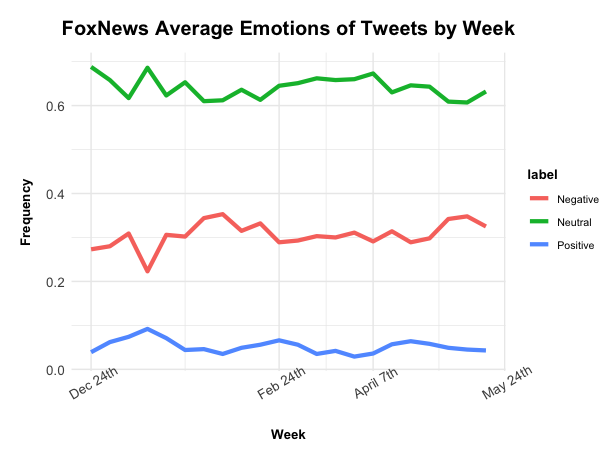 FoxNews Average Emotions of Tweets by Week
Frequency
0.6
0.4
0.2
0.0
Dec 24th
Feb 24th
April 7th
May 24th
Week
label
Negative
Neutral
Positive